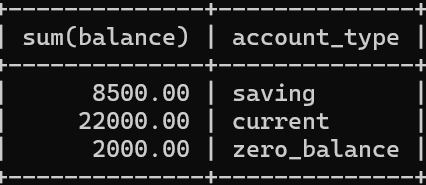 sum(balance) | account_type
8500.00 | saving
22000.00 | current
2000.00 | zero_balance